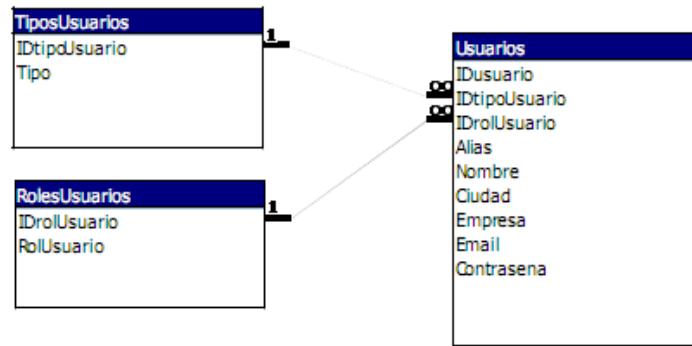 TiposUsuarios
IDtipoUsuario
Tipo
1
RolesUsuarios
IDrolUsuario
RolUsuario
1
Usuarios
IDusuario
∞ IDtipoUsuario
∞ IDrolUsuario
Alias
Nombre
Ciudad
Empresa
Email
Contrasena